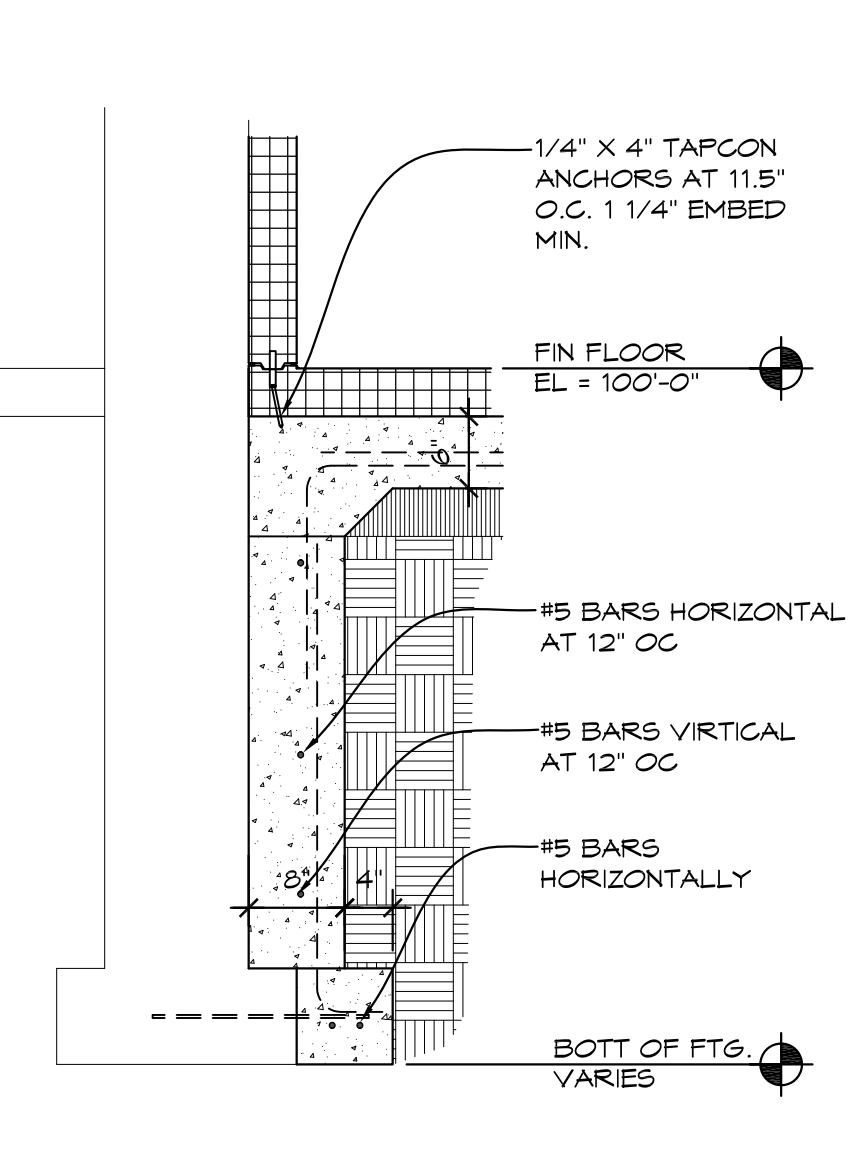 1/4" X 4" TAPCON
ANCHORS AT 11.5"
O.C. 1 1/4" EMBED
MIN.
FIN FLOOR
EL = 100'-0"
6"
#5 BARS HORIZONTAL
AT 12" OC
#5 BARS VIRTICAL
AT 12" OC
#5 BARS
HORIZONTALLY
8"
4"
BOTT OF FTG.
VARIES